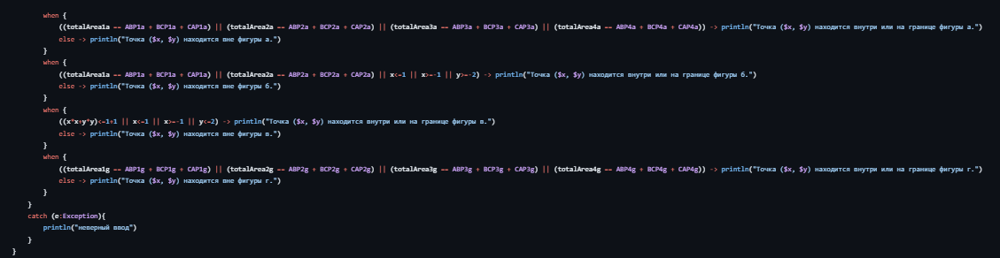 when {
((totalArea1a == ABP1a + BCP1a + CAP1a) || (totalArea2a == ABP2a + BCP2a + CAP2a) || (totalArea3a == ABP3a + BCP3a + CAP3a) || (totalArea4a == ABP4a + BCP4a + CAP4a)) -> println("Точка ($x, $y) находится внутри или на границе фигуры а.")
else -> println("Точка ($x, $y) находится вне фигуры а.")
}
when {
((totalArea1a == ABP1a + BCP1a + CAP1a) || (totalArea2a == ABP2a + BCP2a + CAP2a) || x<=1 || x>=-1 || y>=-2) -> println("Точка ($x, $y) находится внутри или на границе фигуры б.")
else -> println("Точка ($x, $y) находится вне фигуры б.")
}
when {
((x*x+y*y)<=1+1 || x<=1 || x>=-1 || y<=2) -> println("Точка ($x, $y) находится внутри или на границе фигуры в.")
else -> println("Точка ($x, $y) находится вне фигуры в.")
}
when {
((totalArea1g == ABP1g + BCP1g + CAP1g) || (totalArea2g == ABP2g + BCP2g + CAP2g) || (totalArea3g == ABP3g + BCP3g + CAP3g) || (totalArea4g == ABP4g + BCP4g + CAP4g)) -> println("Точка ($x, $y) находится внутри или на границе фигуры г.")
else -> println("Точка ($x, $y) находится вне фигуры г.")
}
}
catch (e:Exception){
println("неверный ввод")
}
}